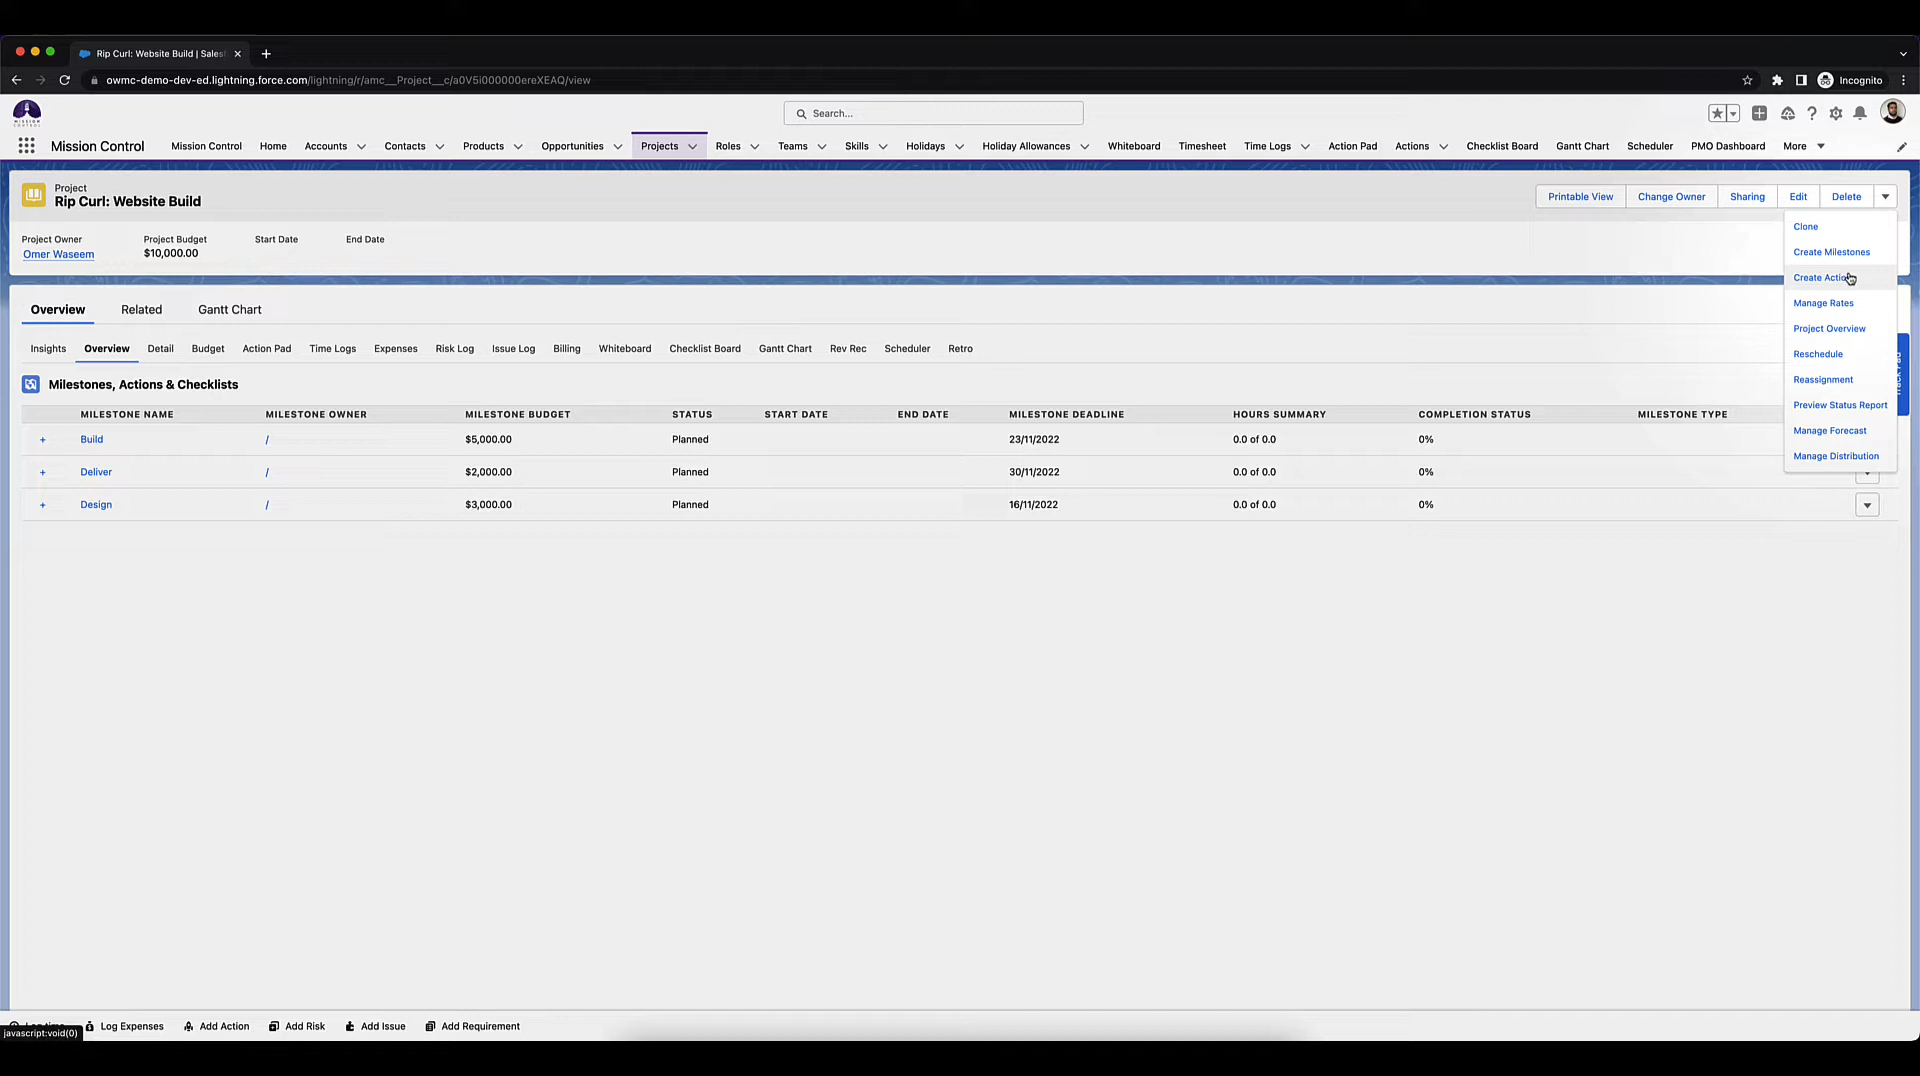 Rip Curl: Website Build | Salesf
owmc-demo-dev-ed.lightning.force.com/lightning/r/amc__Project__c/a0V5i000000ereXEAQ/view
Incognito
MISSION CONTROL
Search...
Mission Control
Mission Control Home Accounts Contacts Products Opportunities Projects Roles Teams Skills Holidays Holiday Allowances Whiteboard Timesheet Time Logs Action Pad Actions Checklist Board Gantt Chart Scheduler PMO Dashboard More
Project
Rip Curl: Website Build
Printable View Change Owner Sharing Edit Delete
Project Owner Project Budget Start Date End Date
Omer Waseem $10,000.00
Clone
Create Milestones
Create Actio
Manage Rates
Project Overview
Reschedule
Reassignment
Preview Status Report
Manage Forecast
Manage Distribution
Overview Related Gantt Chart
Insights Overview Detail Budget Action Pad Time Logs Expenses Risk Log Issue Log Billing Whiteboard Checklist Board Gantt Chart Rev Rec Scheduler Retro
Milestones, Actions & Checklists
MILESTONE NAME MILESTONE OWNER MILESTONE BUDGET STATUS START DATE END DATE MILESTONE DEADLINE HOURS SUMMARY COMPLETION STATUS MILESTONE TYPE
+ Build / $5,000.00 Planned 23/11/2022 0.0 of 0.0 0%
+ Deliver / $2,000.00 Planned 30/11/2022 0.0 of 0.0 0%
+ Design / $3,000.00 Planned 16/11/2022 0.0 of 0.0 0%
Log Expenses Add Action Add Risk Add Issue Add Requirement
javascript:void(0)